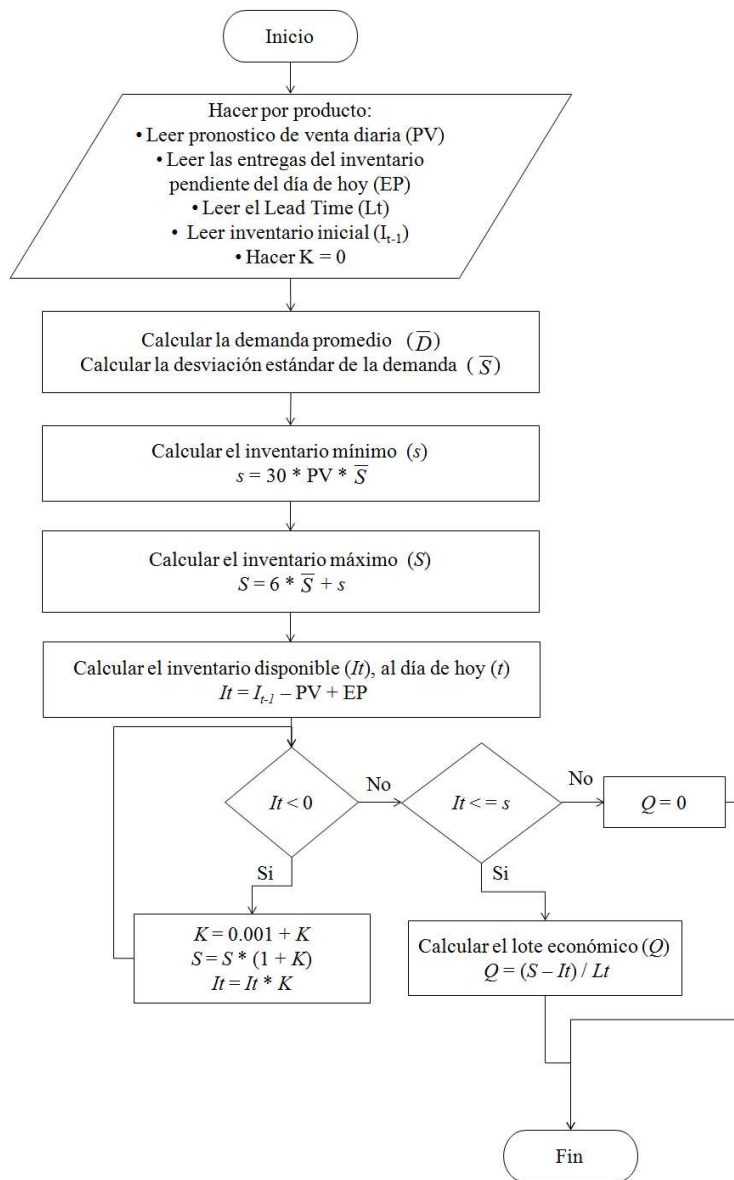 Inicio
Hacer por producto:
• Leer pronostico de venta diaria (PV)
• Leer las entregas del inventario
pendiente del día de hoy (EP)
• Leer el Lead Time (Lt)
• Leer inventario inicial (Iₜ₋₁)
• Hacer K = 0
Calcular la demanda promedio (D̅)
Calcular la desviación estándar de la demanda (S̅)
Calcular el inventario mínimo (s)
s = 30 * PV * S̅
Calcular el inventario máximo (S)
S = 6 * S̅ + s
Calcular el inventario disponible (It), al día de hoy (t)
It = Iₜ₋₁ – PV + EP
It < 0
No
It < = s
No
Q = 0
Si
Si
K = 0.001 + K
S = S * (1 + K)
It = It * K
Calcular el lote económico (Q)
Q = (S – It) / Lt
Fin